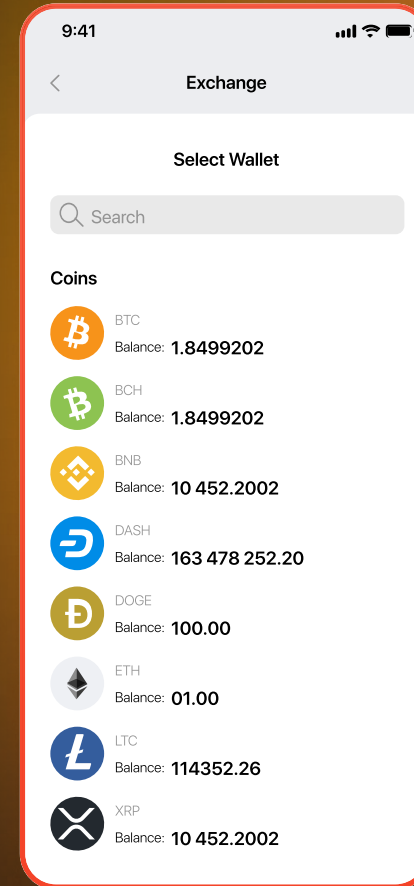 9:41
Exchange
Select Wallet
Search
Coins
BTC
Balance: 1.8499202
BCH
Balance: 1.8499202
BNB
Balance: 10 452.2002
DASH
Balance: 163 478 252.20
DOGE
Balance: 100.00
ETH
Balance: 01.00
LTC
Balance: 114352.26
XRP
Balance: 10 452.2002